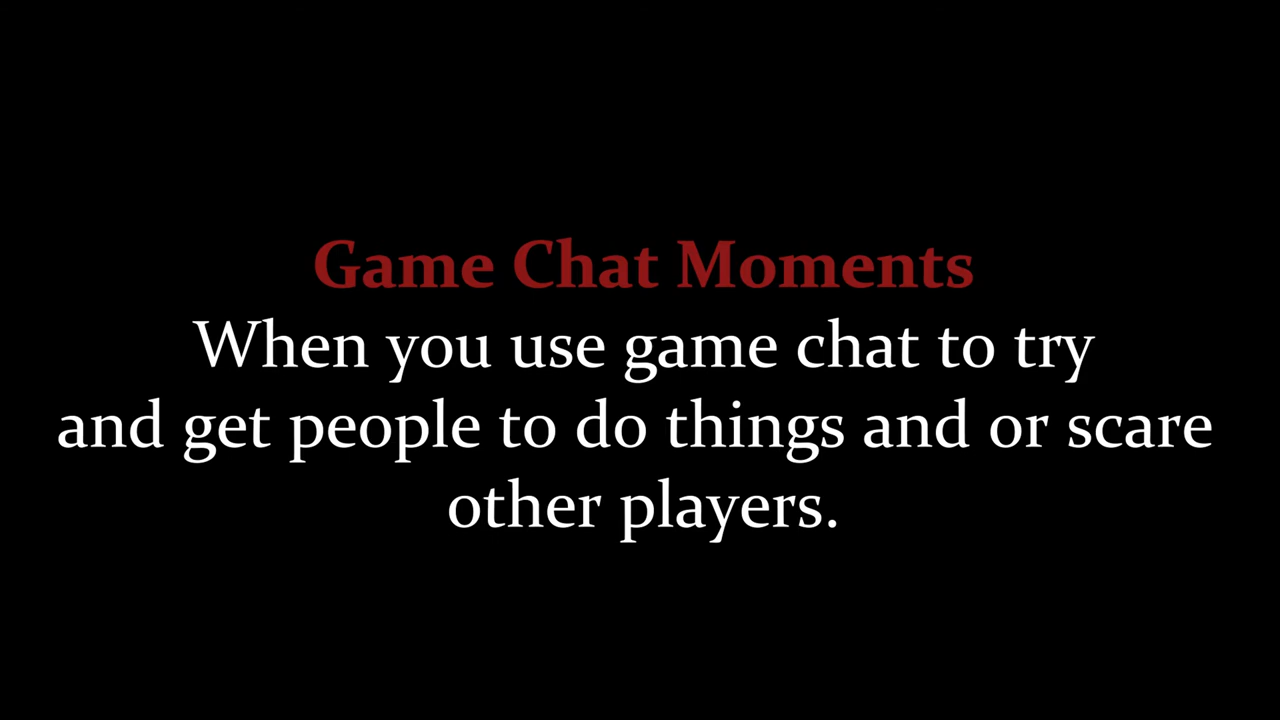 Game Chat Moments
When you use game chat to try
and get people to do things and or scare
other players.